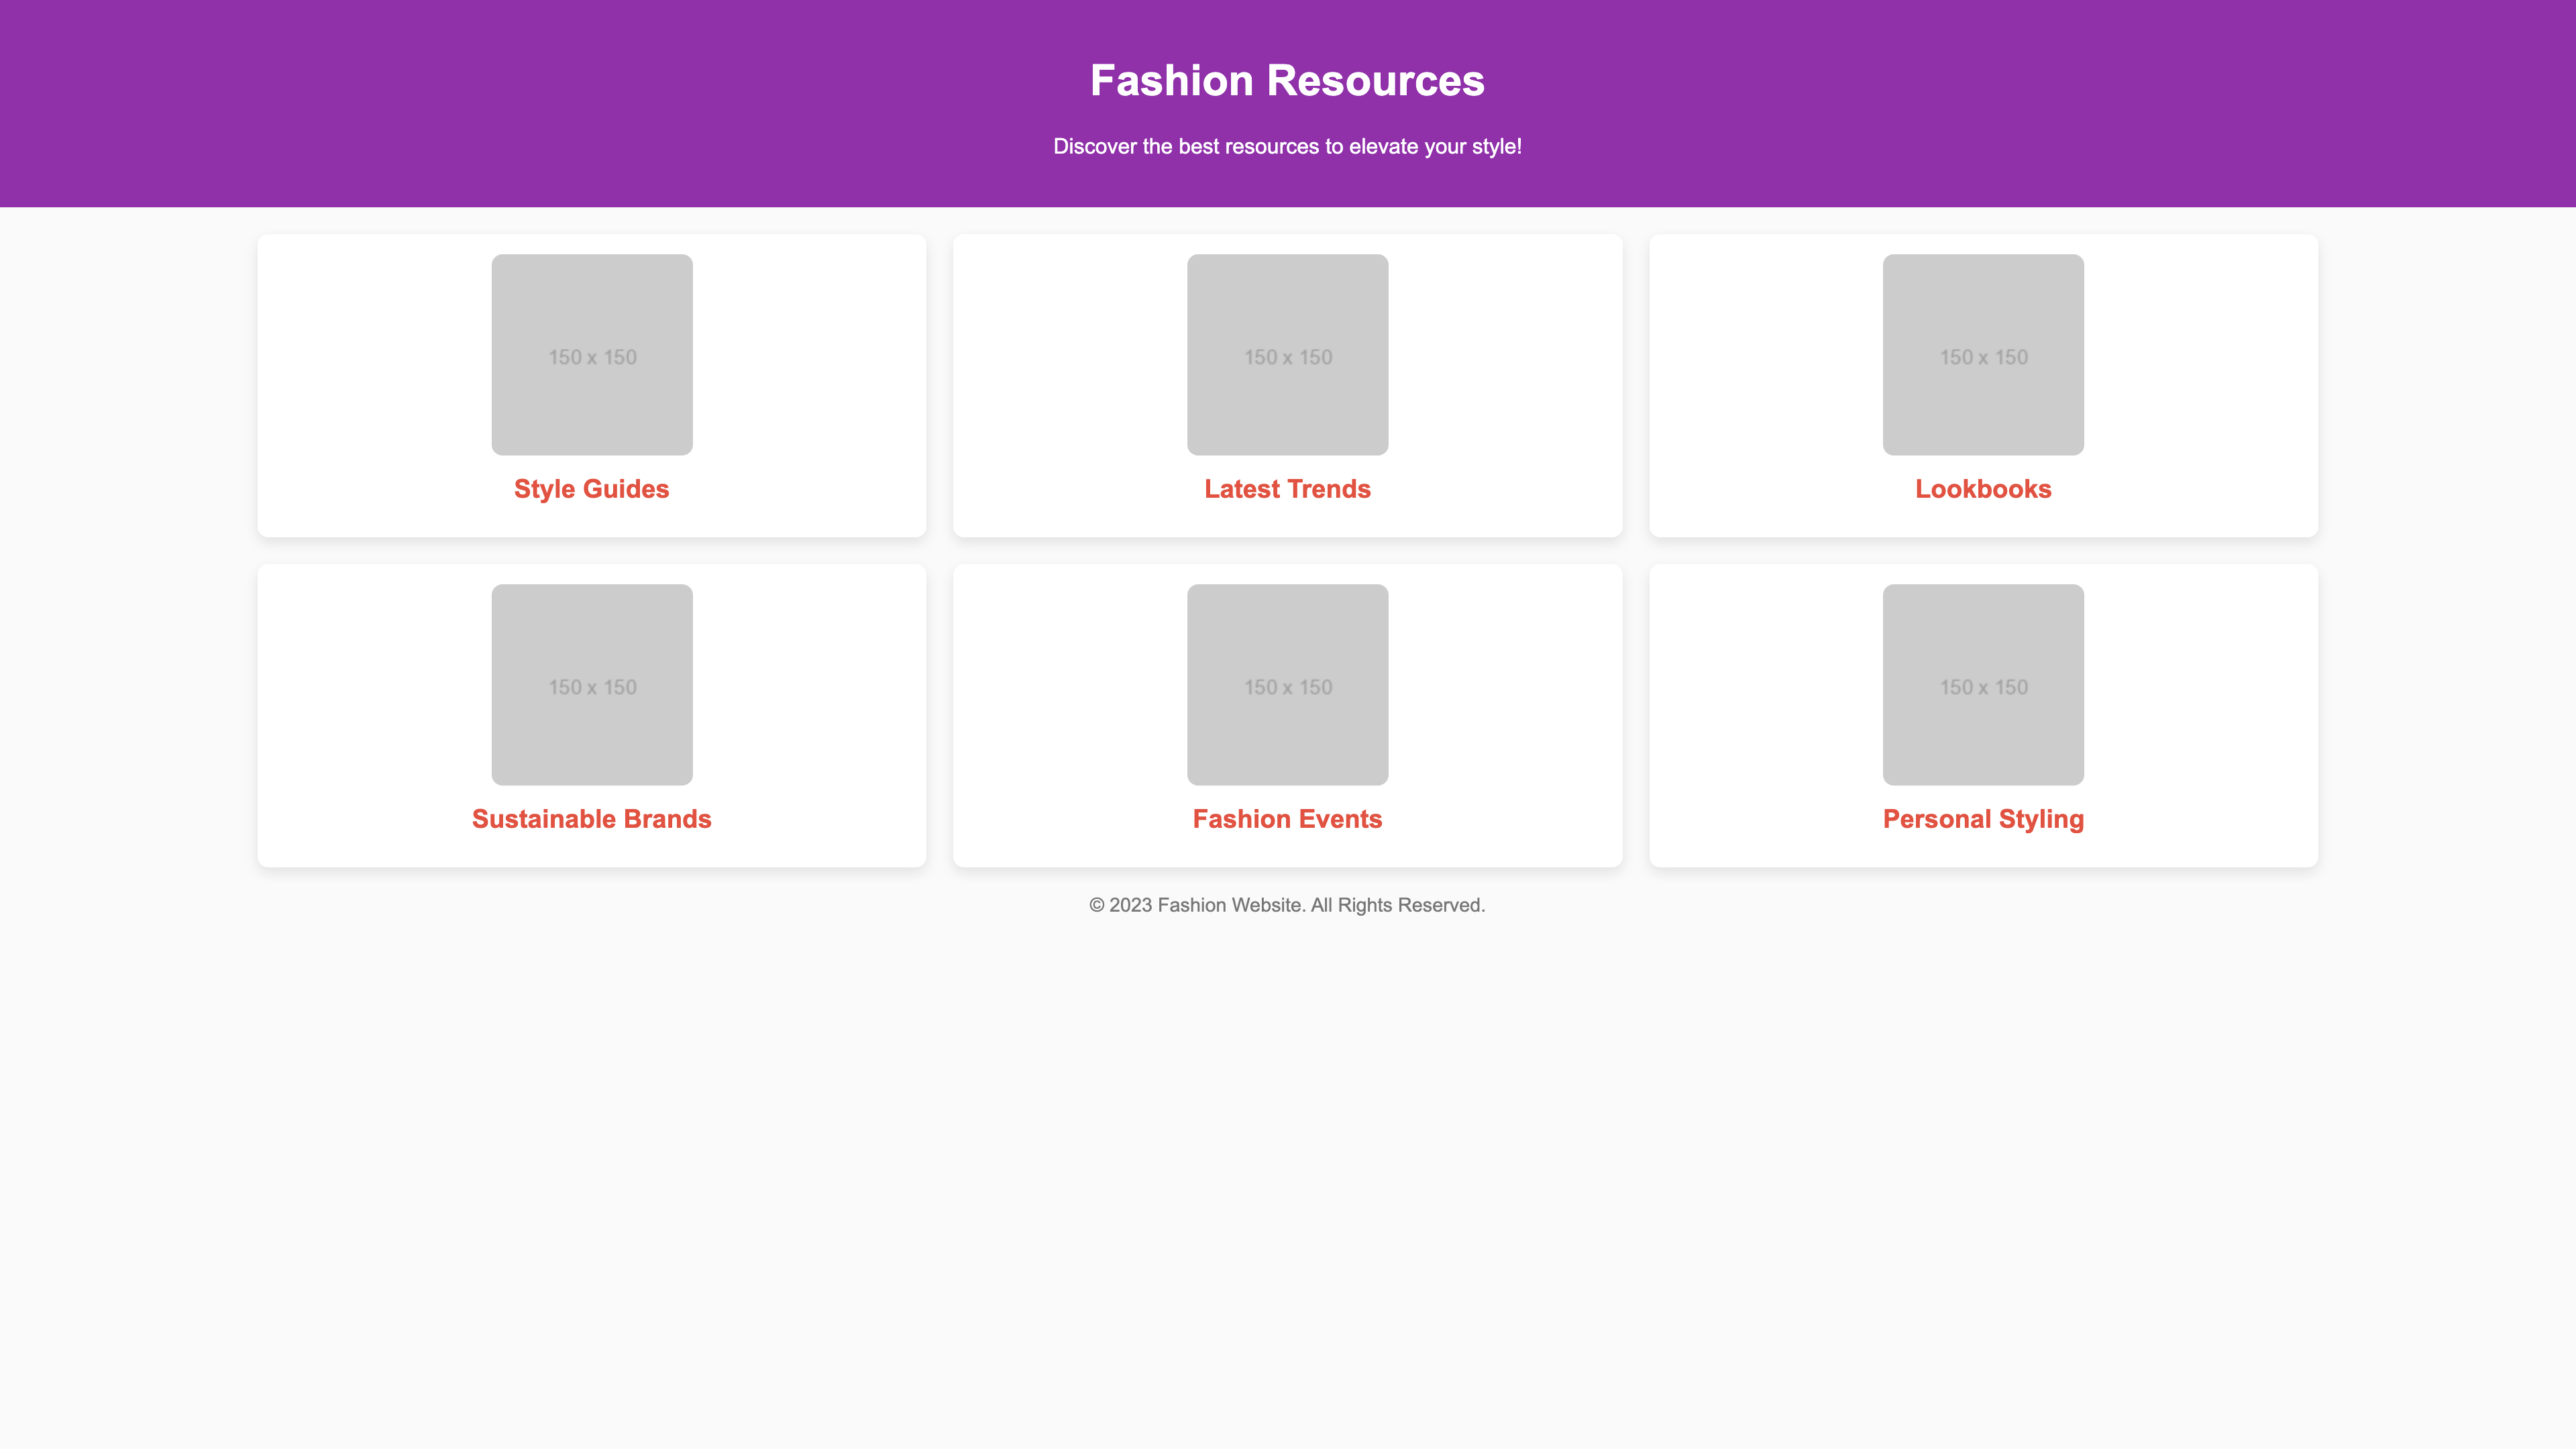 Fashion Resources
Discover the best resources to elevate your style!
150 x 150
150 x 150
150 x 150
Style Guides
Latest Trends
Lookbooks
150 x 150
150 x 150
150 x 150
Sustainable Brands
Fashion Events
Personal Styling
© 2023 Fashion Website. All Rights Reserved.